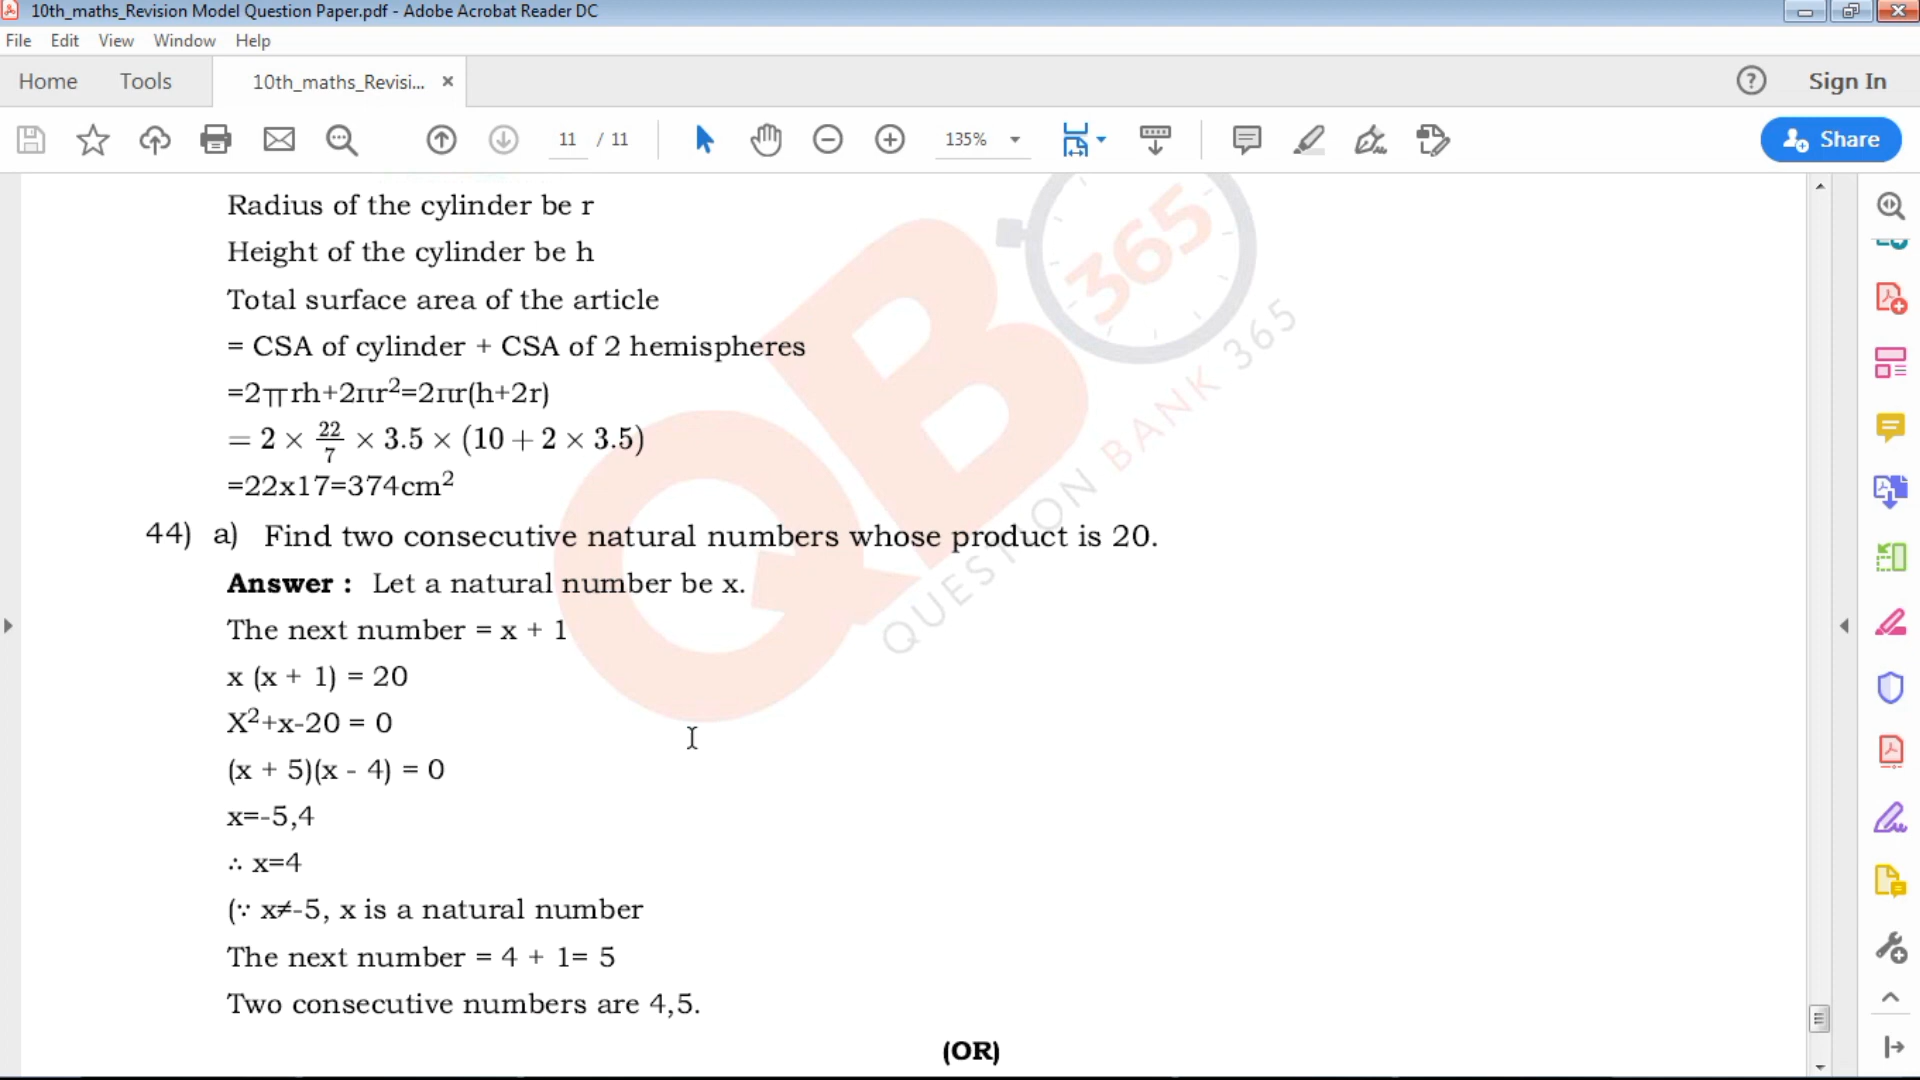 10th_maths_Revision Model Question Paper.pdf - Adobe Acrobat Reader DC
File Edit View Window Help
Home Tools 10th_maths_Revisi... × Sign In
11 / 11 135% Share
Radius of the cylinder be r
Height of the cylinder be h
Total surface area of the article
= CSA of cylinder + CSA of 2 hemispheres
=2πrh+2πr²=2πr(h+2r)
= 2 × 22/7 × 3.5 × (10 + 2 × 3.5)
=22x17=374cm²
44) a) Find two consecutive natural numbers whose product is 20.
Answer : Let a natural number be x.
The next number = x + 1
x (x + 1) = 20
X²+x-20 = 0
(x + 5)(x - 4) = 0
x=-5,4
∴ x=4
(∵ x≠-5, x is a natural number
The next number = 4 + 1= 5
Two consecutive numbers are 4,5.
(OR)
QB
365
QUESTION BANK 365